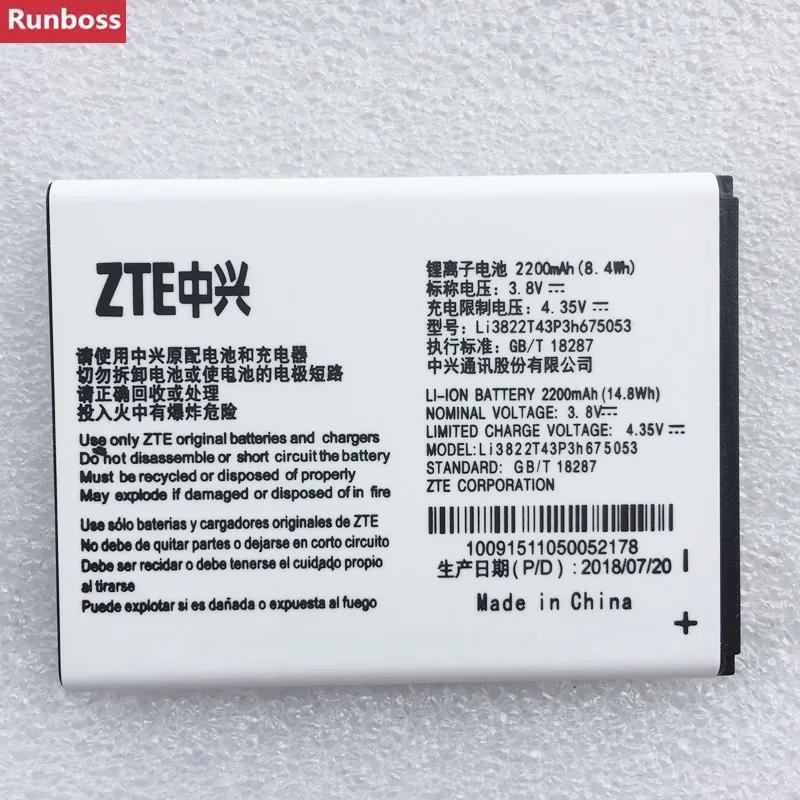 Runboss
ZTE中兴
请使用中兴原配电池和充电器
切勿拆卸电池或使电池的电极短路
请正确回收或处理
投入火中有爆炸危险
Use only ZTE original batteries and chargers
Do not disassemble or short circuit the battery
Must be recycled or disposed of properly
May explode if damaged or disposed in fire
Use sólo baterias y cargadores originales de ZTE
No debe de quitar partes o dejarse en corto circuito
Deber ser recidar o debe tenerse el cuidado propio
al tirarse
Puede explotar si es dañada o expuesta al fuego
锂离子电池 2200mAh(8.4Wh)
标称电压: 3.8V
充电限制电压: 4.35V
型号: Li3822T43P3h675053
执行标准: GB/T 18287
中兴通讯股份有限公司
LI-ION BATTERY 2200mAh(14.8Wh)
NOMINAL VOLTAGE: 3.8V
LIMITED CHARGE VOLTAGE: 4.35V
MODEL: Li3822T43P3h675053
STANDARD: GB/T 18287
ZTE CORPORATION
10091511050052178
生产日期(P/D): 2018/07/20
Made in China